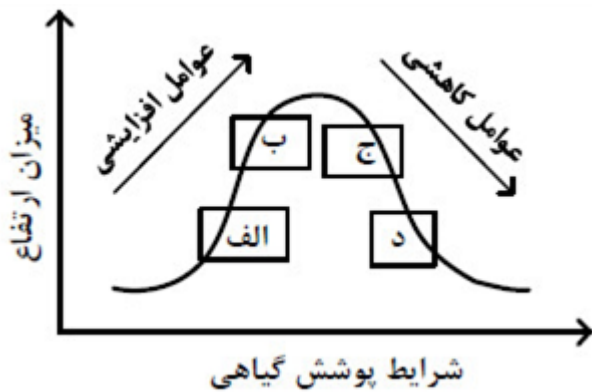 عوامل افزایشی
عوامل کاهشی
میزان ارتفاع
ب
ج
الف
د
شرایط پوشش گیاهی